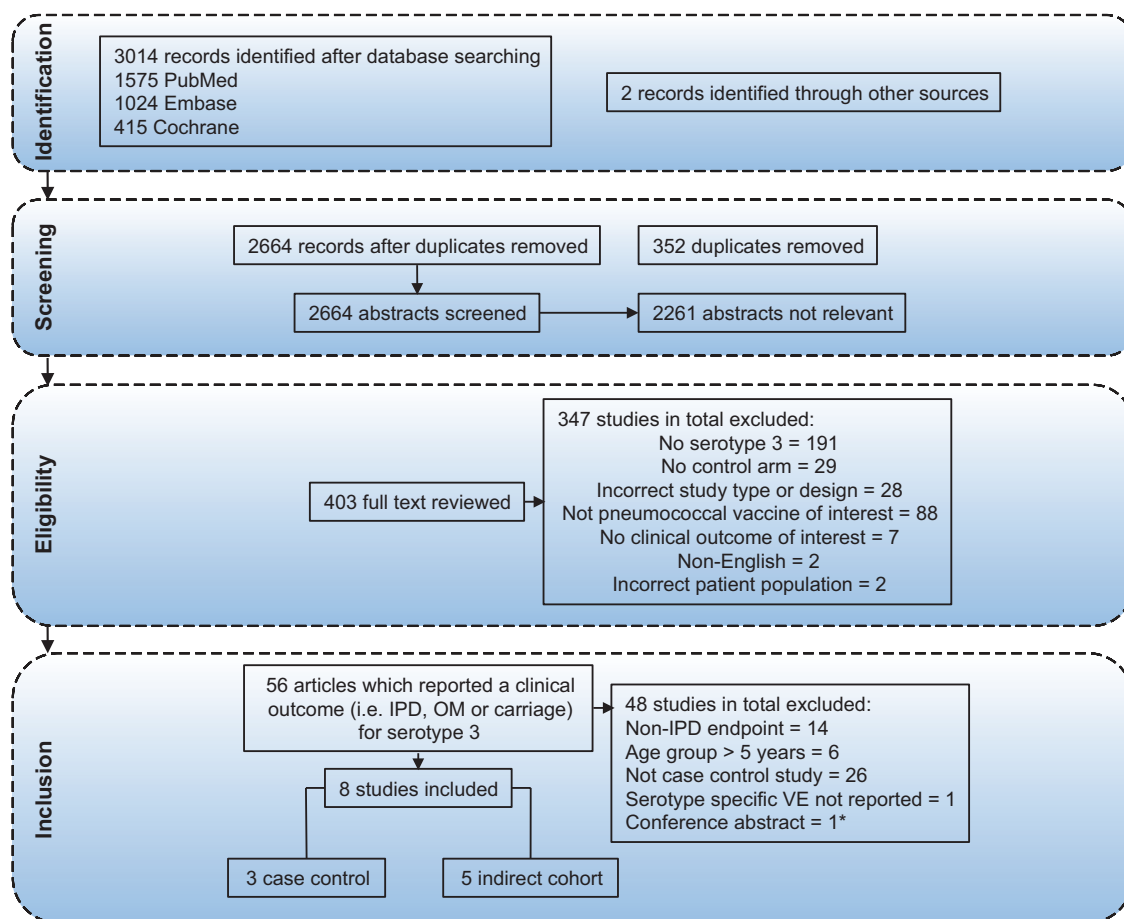 Identification
3014 records identified after database searching
1575 PubMed
1024 Embase
415 Cochrane
2 records identified through other sources
Screening
2664 records after duplicates removed
352 duplicates removed
2664 abstracts screened
2261 abstracts not relevant
Eligibility
403 full text reviewed
347 studies in total excluded:
No serotype 3 = 191
No control arm = 29
Incorrect study type or design = 28
Not pneumococcal vaccine of interest = 88
No clinical outcome of interest = 7
Non-English = 2
Incorrect patient population = 2
Inclusion
56 articles which reported a clinical
outcome (i.e. IPD, OM or carriage)
for serotype 3
48 studies in total excluded:
Non-IPD endpoint = 14
Age group > 5 years = 6
Not case control study = 26
Serotype specific VE not reported = 1
Conference abstract = 1*
8 studies included
3 case control
5 indirect cohort